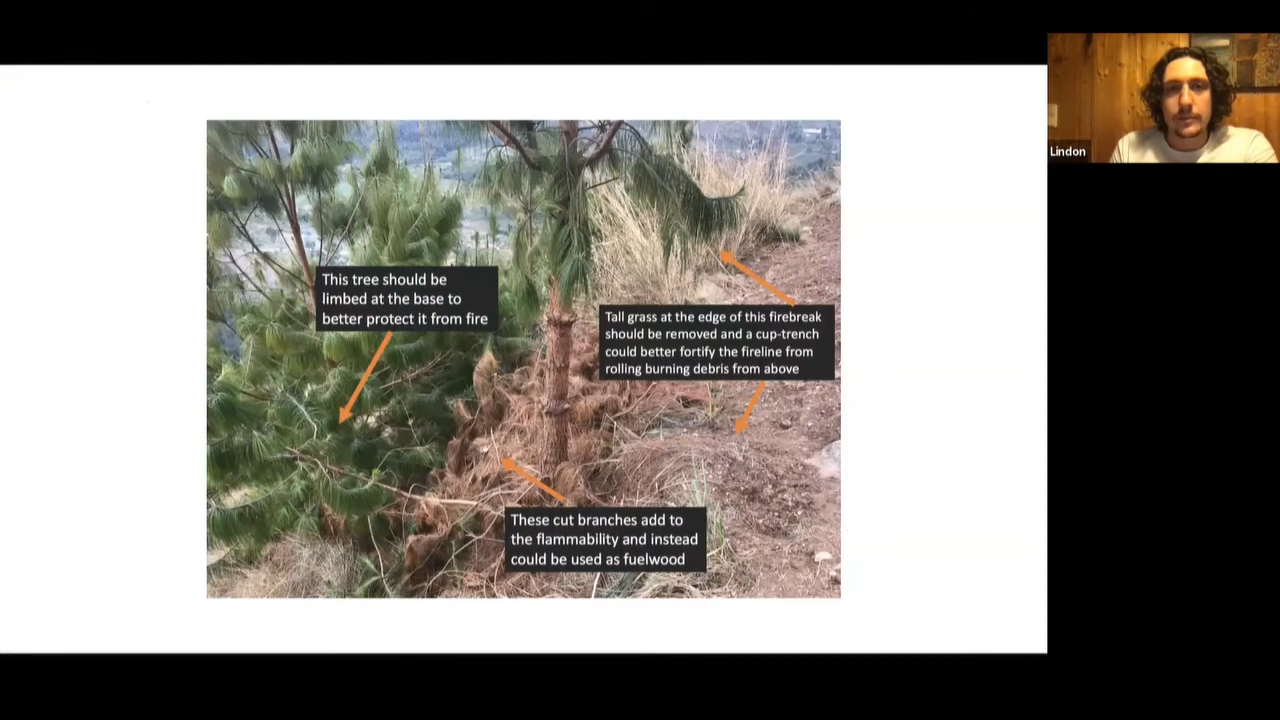 Lindon
This tree should be
limbed at the base to
better protect it from fire
Tall grass at the edge of this firebreak
should be removed and a cup-trench
could better fortify the fireline from
rolling burning debris from above
These cut branches add to
the flammability and instead
could be used as fuelwood